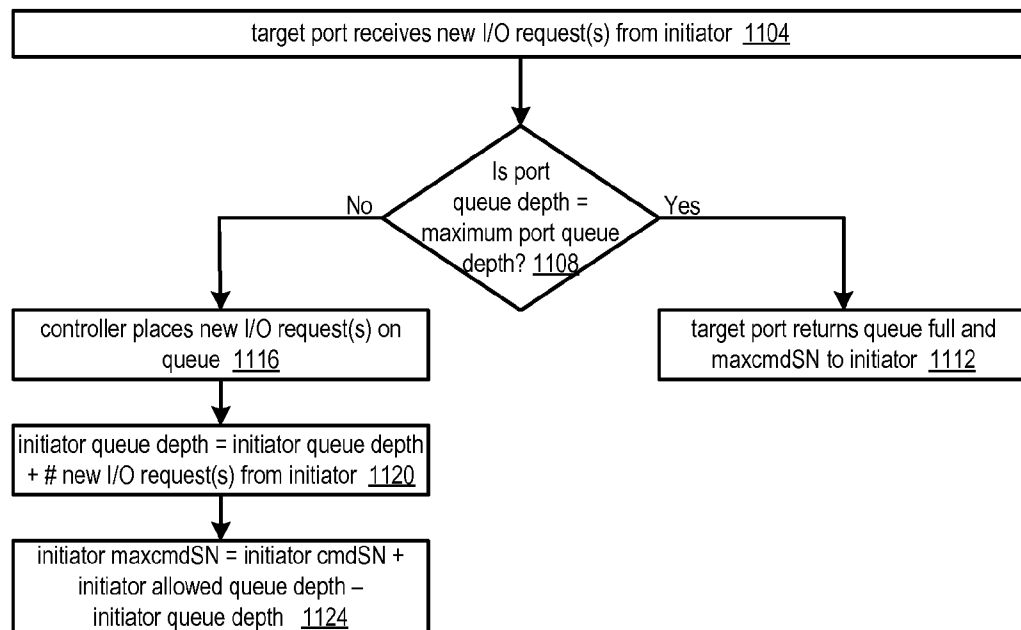 target port receives new I/O request(s) from initiator 1104
Is port
queue depth =
maximum port queue
depth? 1108
No
Yes
controller places new I/O request(s) on
queue 1116
target port returns queue full and
maxcmdSN to initiator 1112
initiator queue depth = initiator queue depth
+ # new I/O request(s) from initiator 1120
initiator maxcmdSN = initiator cmdSN +
initiator allowed queue depth –
initiator queue depth 1124